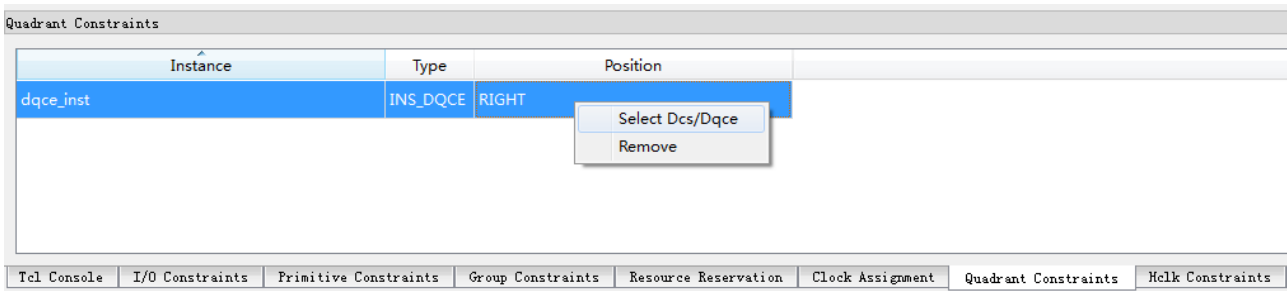 Quadrant Constraints
Instance Type Position
dqce_inst INS_DQCE RIGHT
Select Dcs/Dqce
Remove
Tcl Console I/O Constraints Primitive Constraints Group Constraints Resource Reservation Clock Assignment Quadrant Constraints Hclk Constraints